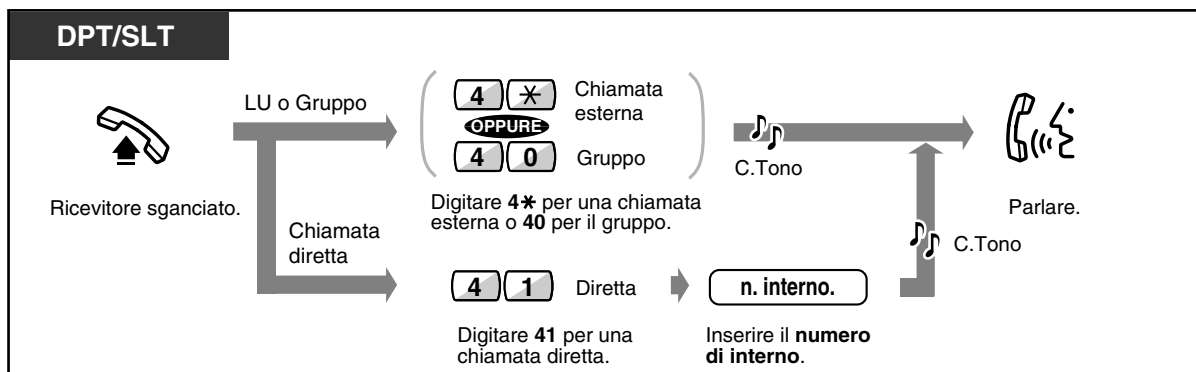 DPT/SLT
LU o Gruppo
4 ✳ Chiamata
esterna
OPPURE
4 0 Gruppo
C.Tono
Ricevitore sganciato.
Digitare 4✳ per una chiamata
esterna o 40 per il gruppo.
Parlare.
Chiamata
diretta
C.Tono
4 1 Diretta
n. interno.
Digitare 41 per una
chiamata diretta.
Inserire il numero
di interno.